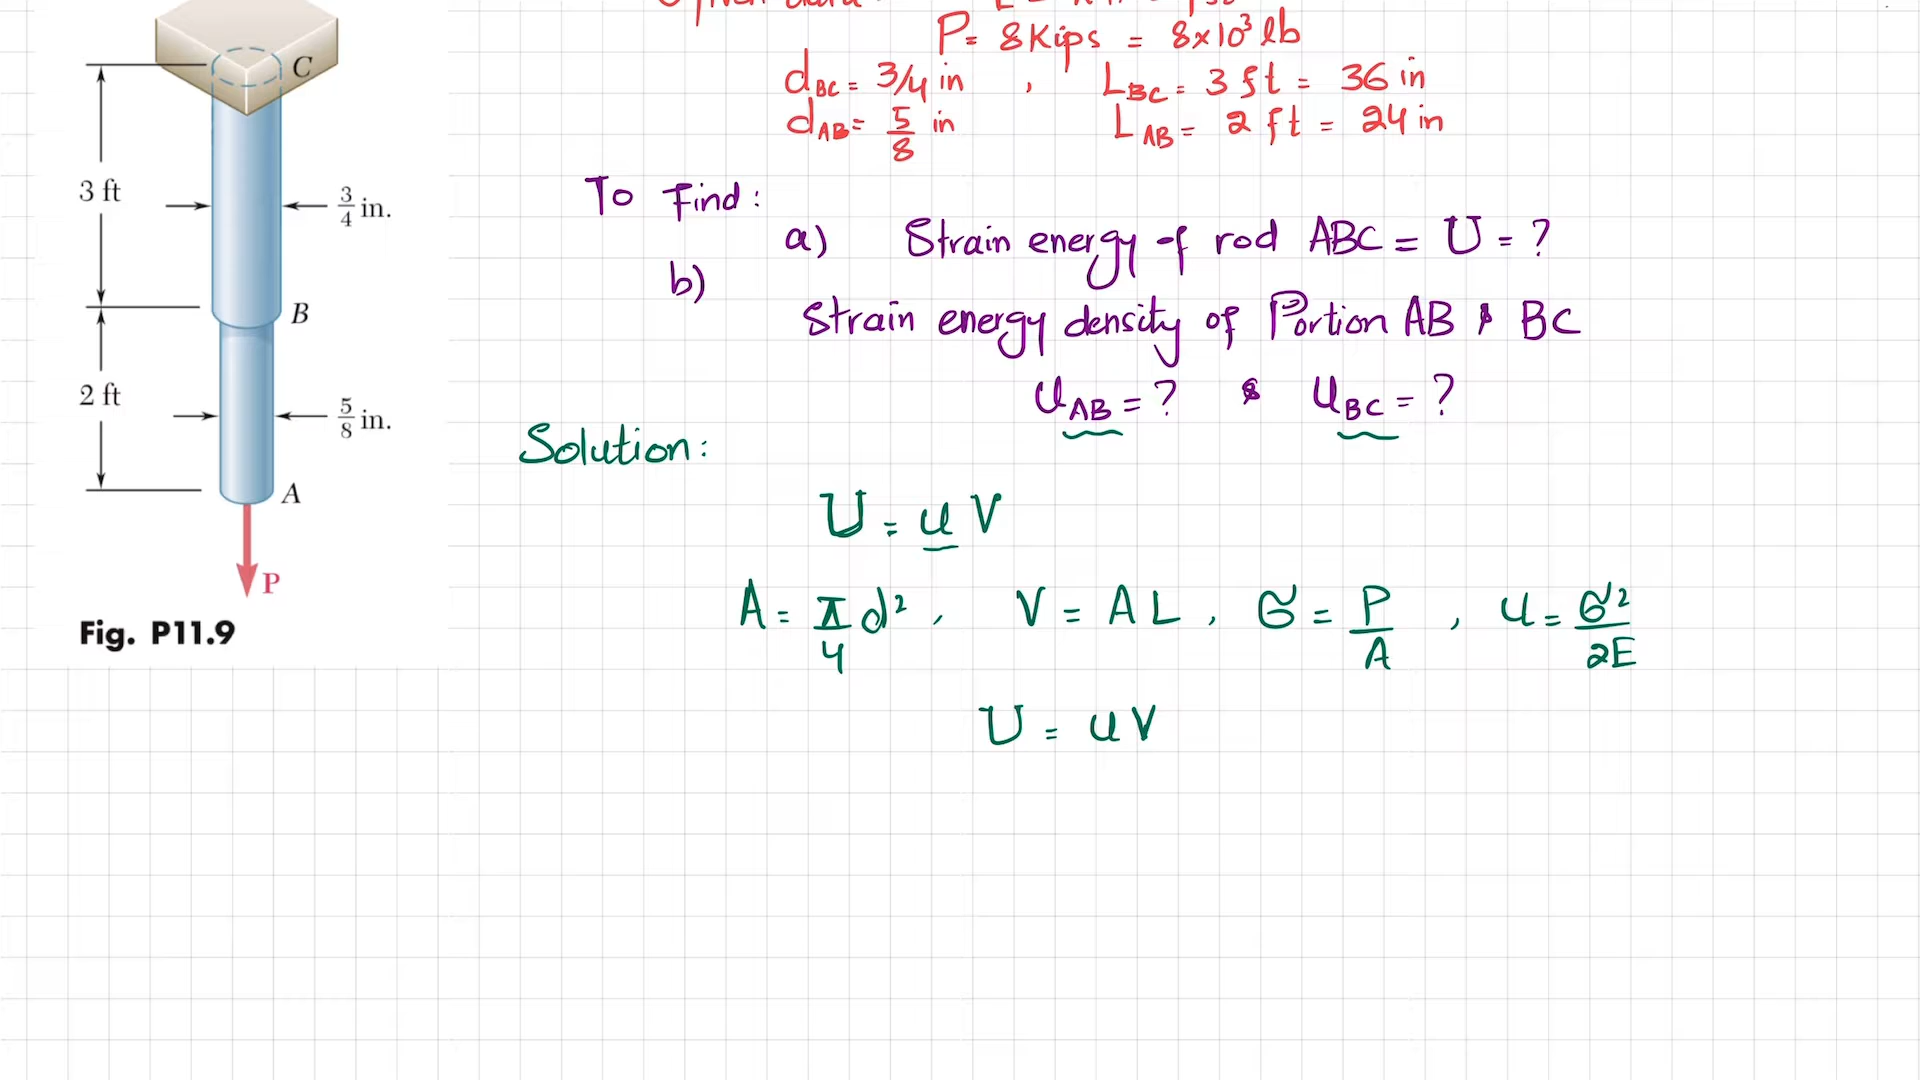 P = 8 Kips = 8x10³ lb
C
d_BC = 3/4 in , L_BC = 3 ft = 36 in
d_AB = 5/8 in L_AB = 2 ft = 24 in
3 ft
3/4 in.
To Find:
a) Strain energy of rod ABC = U = ?
b)
B
Strain energy density of Portion AB & BC
2 ft
5/8 in.
u_AB = ? & u_BC = ?
Solution:
A
U = u V
P
A = π/4 d² , V = A L , σ = P/A , u = σ²/2E
Fig. P11.9
U = u V